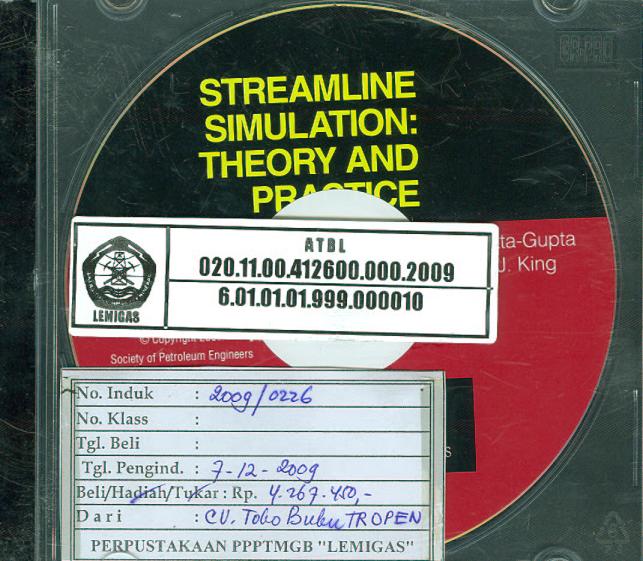 STREAMLINE
SIMULATION:
THEORY AND
PRACTICE
ta-Gupta
J. King
ATBL
020.11.00.412600.000.2009
6.01.01.01.999.000010
LEMIGAS
© Copyright
Society of Petroleum Engineers
No. Induk : 2009/0226
No. Klass :
Tgl. Beli :
Tgl. Pengind. : 7-12-2009
Beli/Hadiah/Tukar : Rp. 4.267.450,-
Dari : CV. Toko Buku TROPEN
PERPUSTAKAAN PPPTMGB "LEMIGAS"